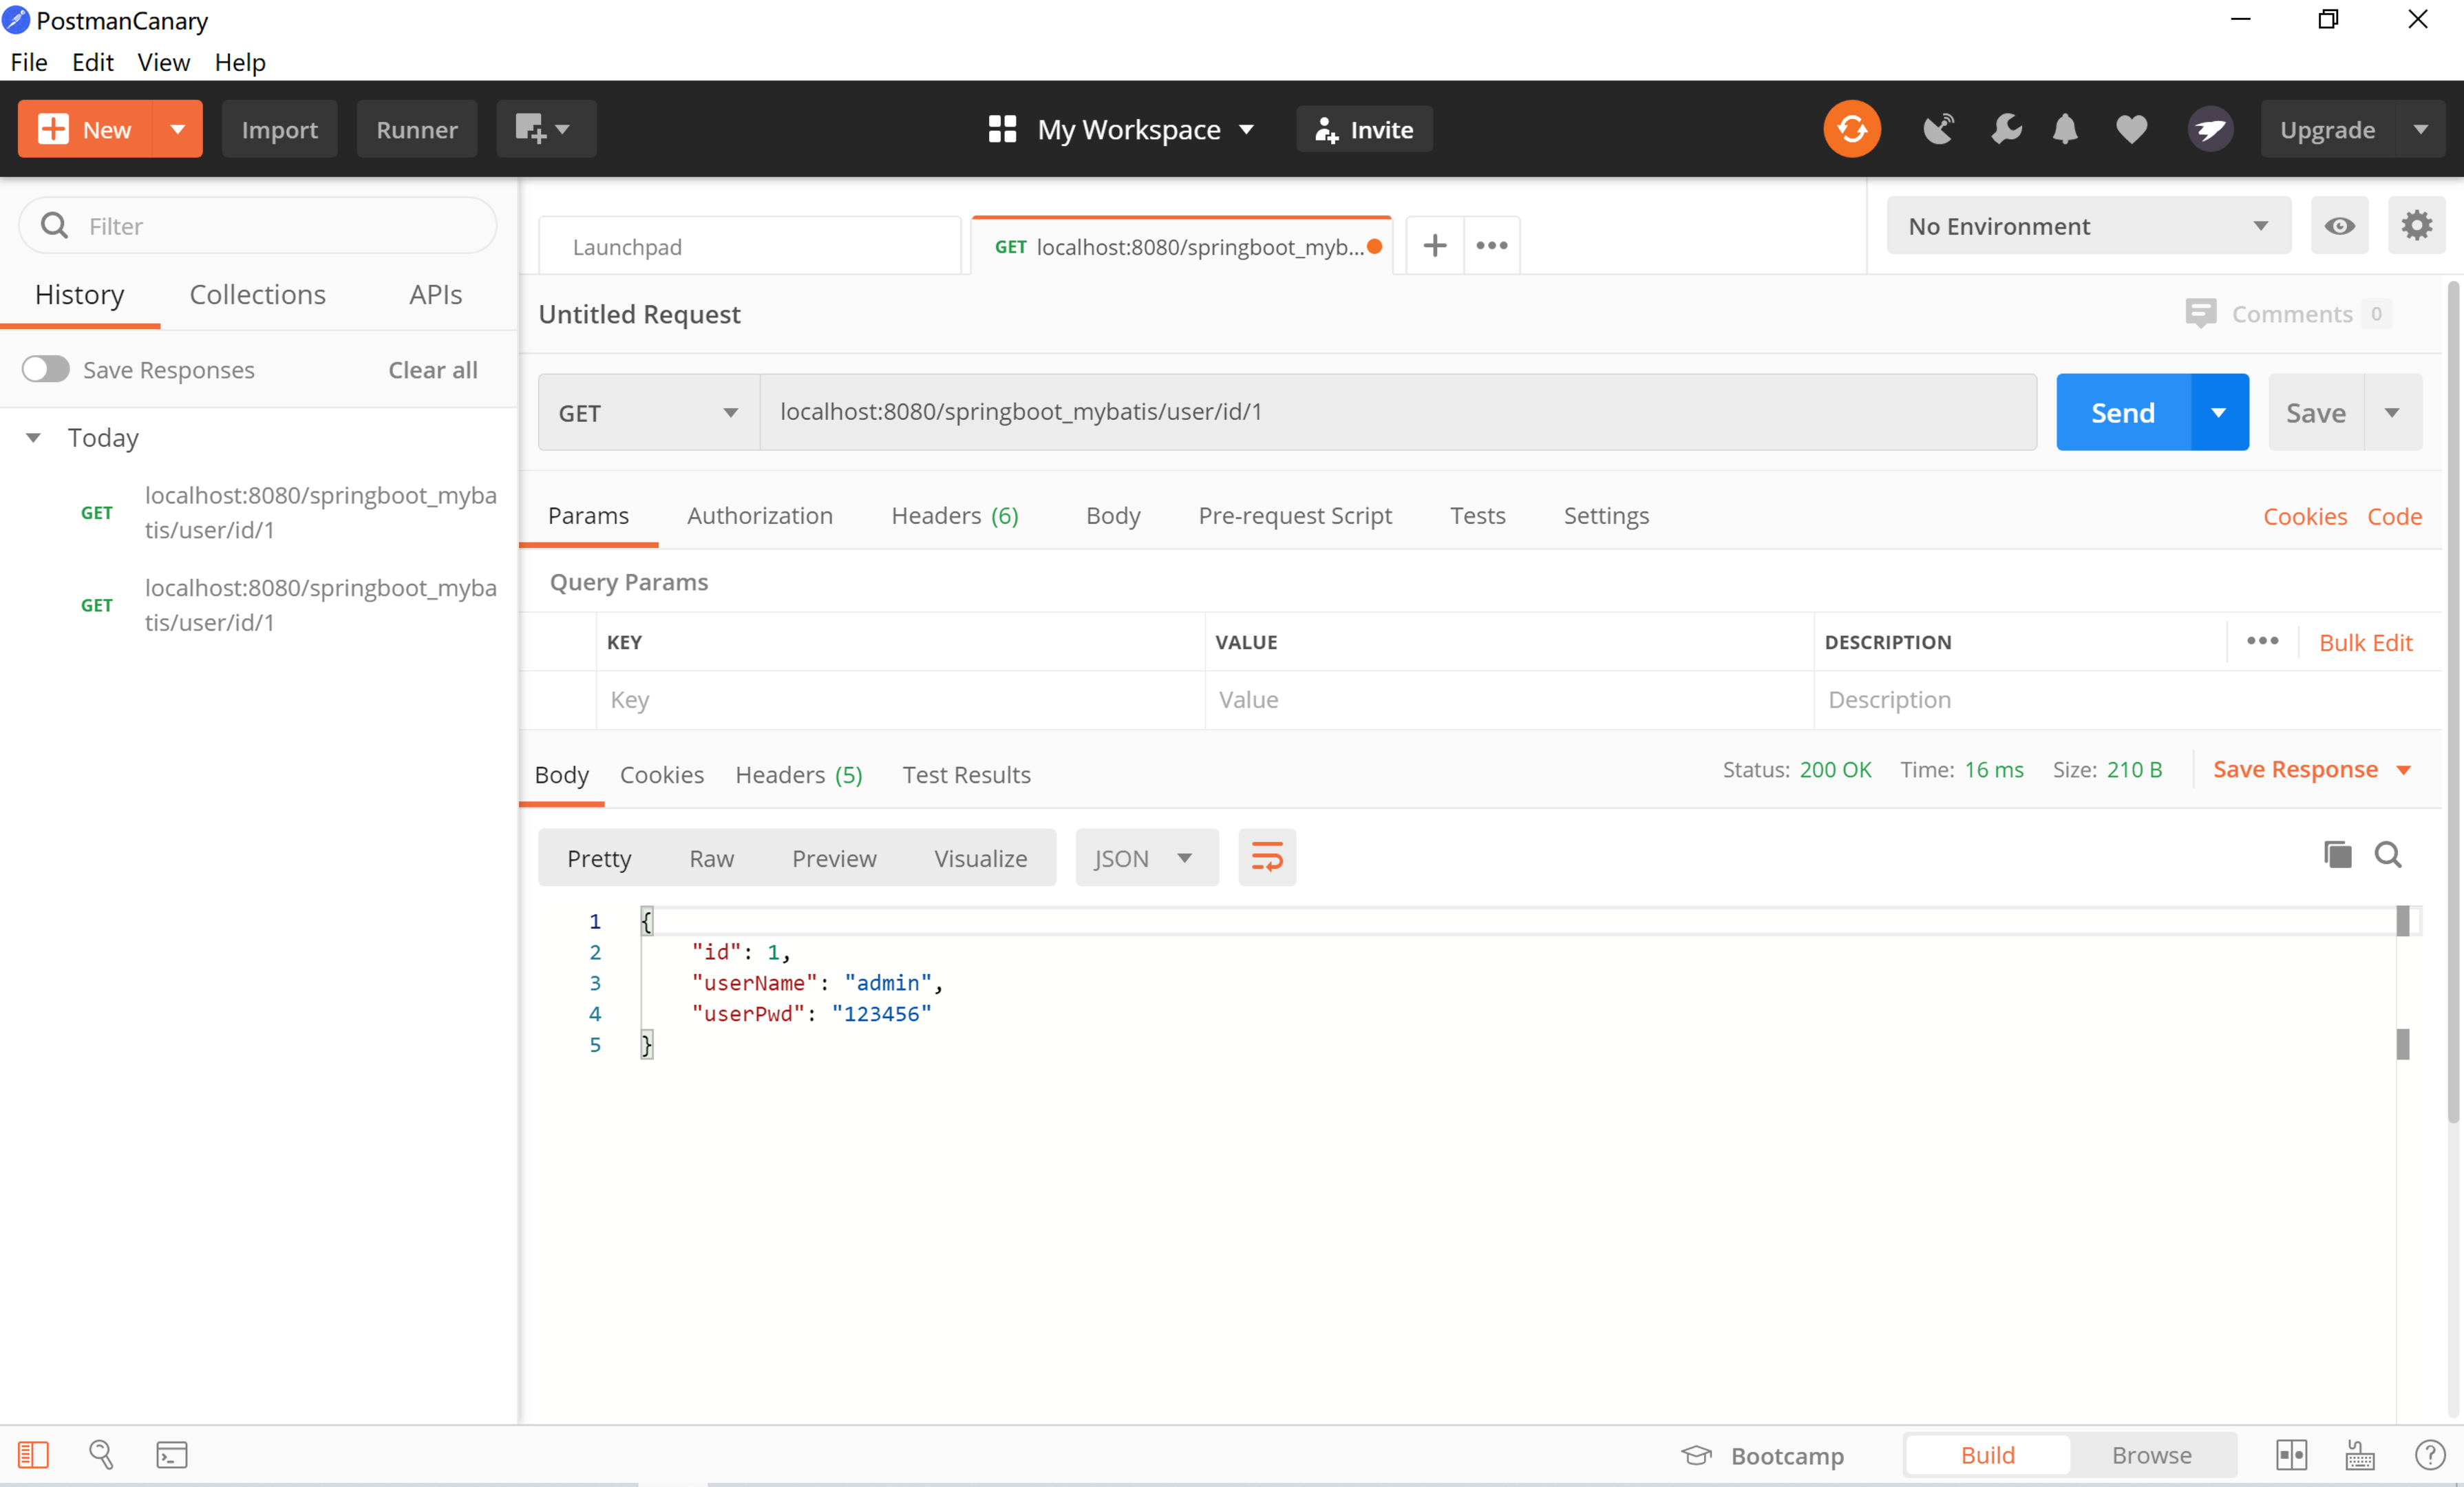 PostmanCanary
File Edit View Help
New Import Runner My Workspace Invite Upgrade
Filter
History Collections APIs
Save Responses Clear all
Today
GET localhost:8080/springboot_myba
tis/user/id/1
GET localhost:8080/springboot_myba
tis/user/id/1
Launchpad GET localhost:8080/springboot_myb... No Environment
Untitled Request Comments 0
GET localhost:8080/springboot_mybatis/user/id/1 Send Save
Params Authorization Headers (6) Body Pre-request Script Tests Settings Cookies Code
Query Params
KEY VALUE DESCRIPTION Bulk Edit
Key Value Description
Body Cookies Headers (5) Test Results Status: 200 OK Time: 16 ms Size: 210 B Save Response
Pretty Raw Preview Visualize JSON
1 {
2 "id": 1,
3 "userName": "admin",
4 "userPwd": "123456"
5 }
Bootcamp Build Browse